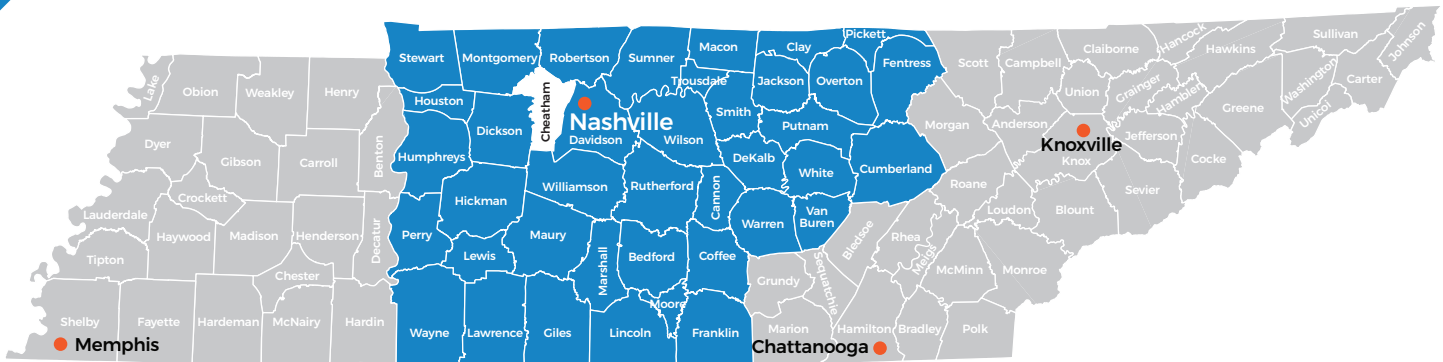 Stewart
Montgomery
Robertson
Sumner
Macon
Clay
Pickett
Fentress
Scott
Campbell
Claiborne
Hancock
Hawkins
Sullivan
Johnson
Lake
Obion
Weakley
Henry
Houston
Cheatham
Trousdale
Jackson
Overton
Union
Grainger
Hamblen
Washington
Carter
Unicoi
Greene
Dickson
Nashville
Davidson
Wilson
Smith
Putnam
Morgan
Anderson
Knoxville
Knox
Jefferson
Cocke
Dyer
Gibson
Carroll
Benton
Humphreys
DeKalb
White
Cumberland
Roane
Sevier
Crockett
Lauderdale
Hickman
Williamson
Rutherford
Cannon
Warren
Van
Buren
Loudon
Blount
Haywood
Madison
Henderson
Decatur
Perry
Lewis
Maury
Marshall
Bedford
Coffee
Bledsoe
Rhea
Meigs
McMinn
Monroe
Tipton
Chester
Grundy
Sequatchie
Shelby
Fayette
Hardeman
McNairy
Hardin
Wayne
Lawrence
Giles
Lincoln
Moore
Franklin
Marion
Hamilton
Bradley
Polk
Memphis
Chattanooga